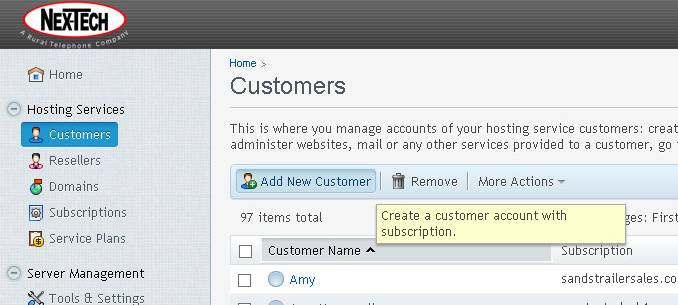 NEX-TECH
A Rural Telephone Company
Home
Home >
Customers
Hosting Services
Customers
Resellers
Domains
Subscriptions
Service Plans
Server Management
Tools & Settings
This is where you manage accounts of your hosting service customers: creat
administer websites, mail or any other services provided to a customer, go
Add New Customer
Remove
More Actions
97 items total
ges: First
Create a customer account with
subscription.
Customer Name
Subscription
Amy
sandstrailersales.co